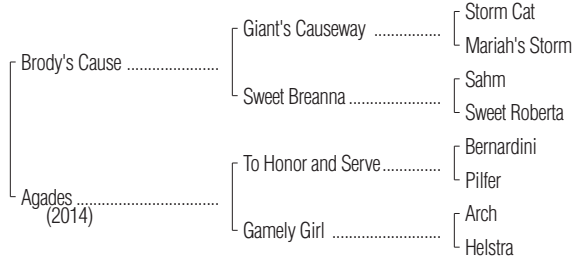 Storm Cat
Giant's Causeway ................
Mariah's Storm
Brody's Cause ......................
Sahm
Sweet Breanna ......................
Sweet Roberta
Bernardini
To Honor and Serve..............
Pilfer
Agades ...................................
(2014)
Arch
Gamely Girl ..........................
Helstra